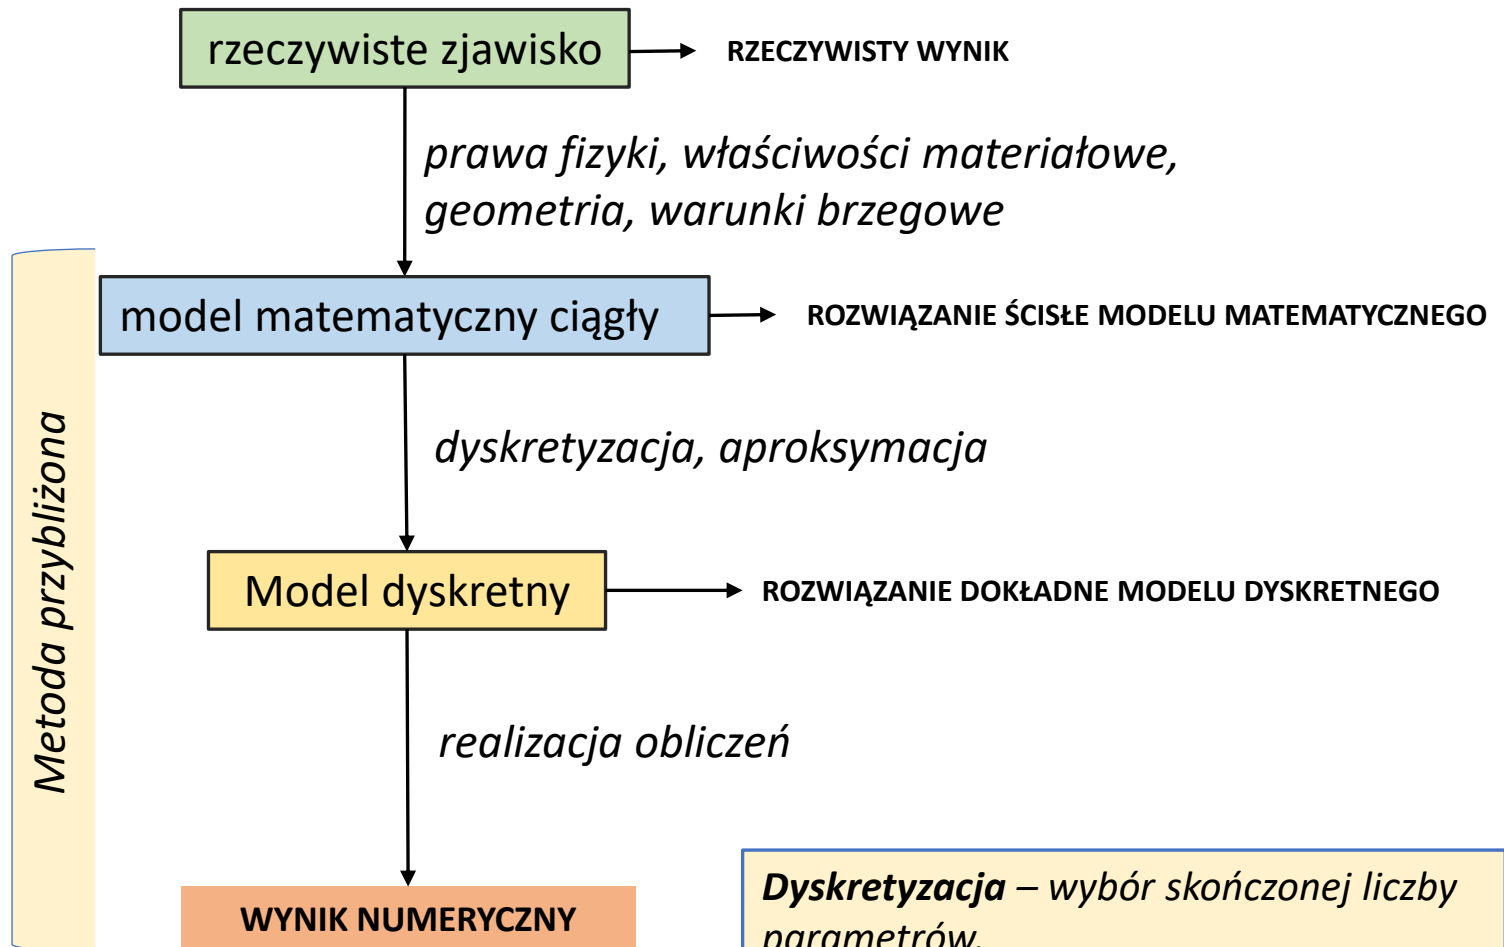 rzeczywiste zjawisko
RZECZYWISTY WYNIK
prawa fizyki, właściwości materiałowe,
geometria, warunki brzegowe
model matematyczny ciągły
ROZWIĄZANIE ŚCISŁE MODELU MATEMATYCZNEGO
Metoda przybliżona
dyskretyzacja, aproksymacja
Model dyskretny
ROZWIĄZANIE DOKŁADNE MODELU DYSKRETNEGO
realizacja obliczeń
WYNIK NUMERYCZNY
Dyskretyzacja – wybór skończonej liczby
parametrów.